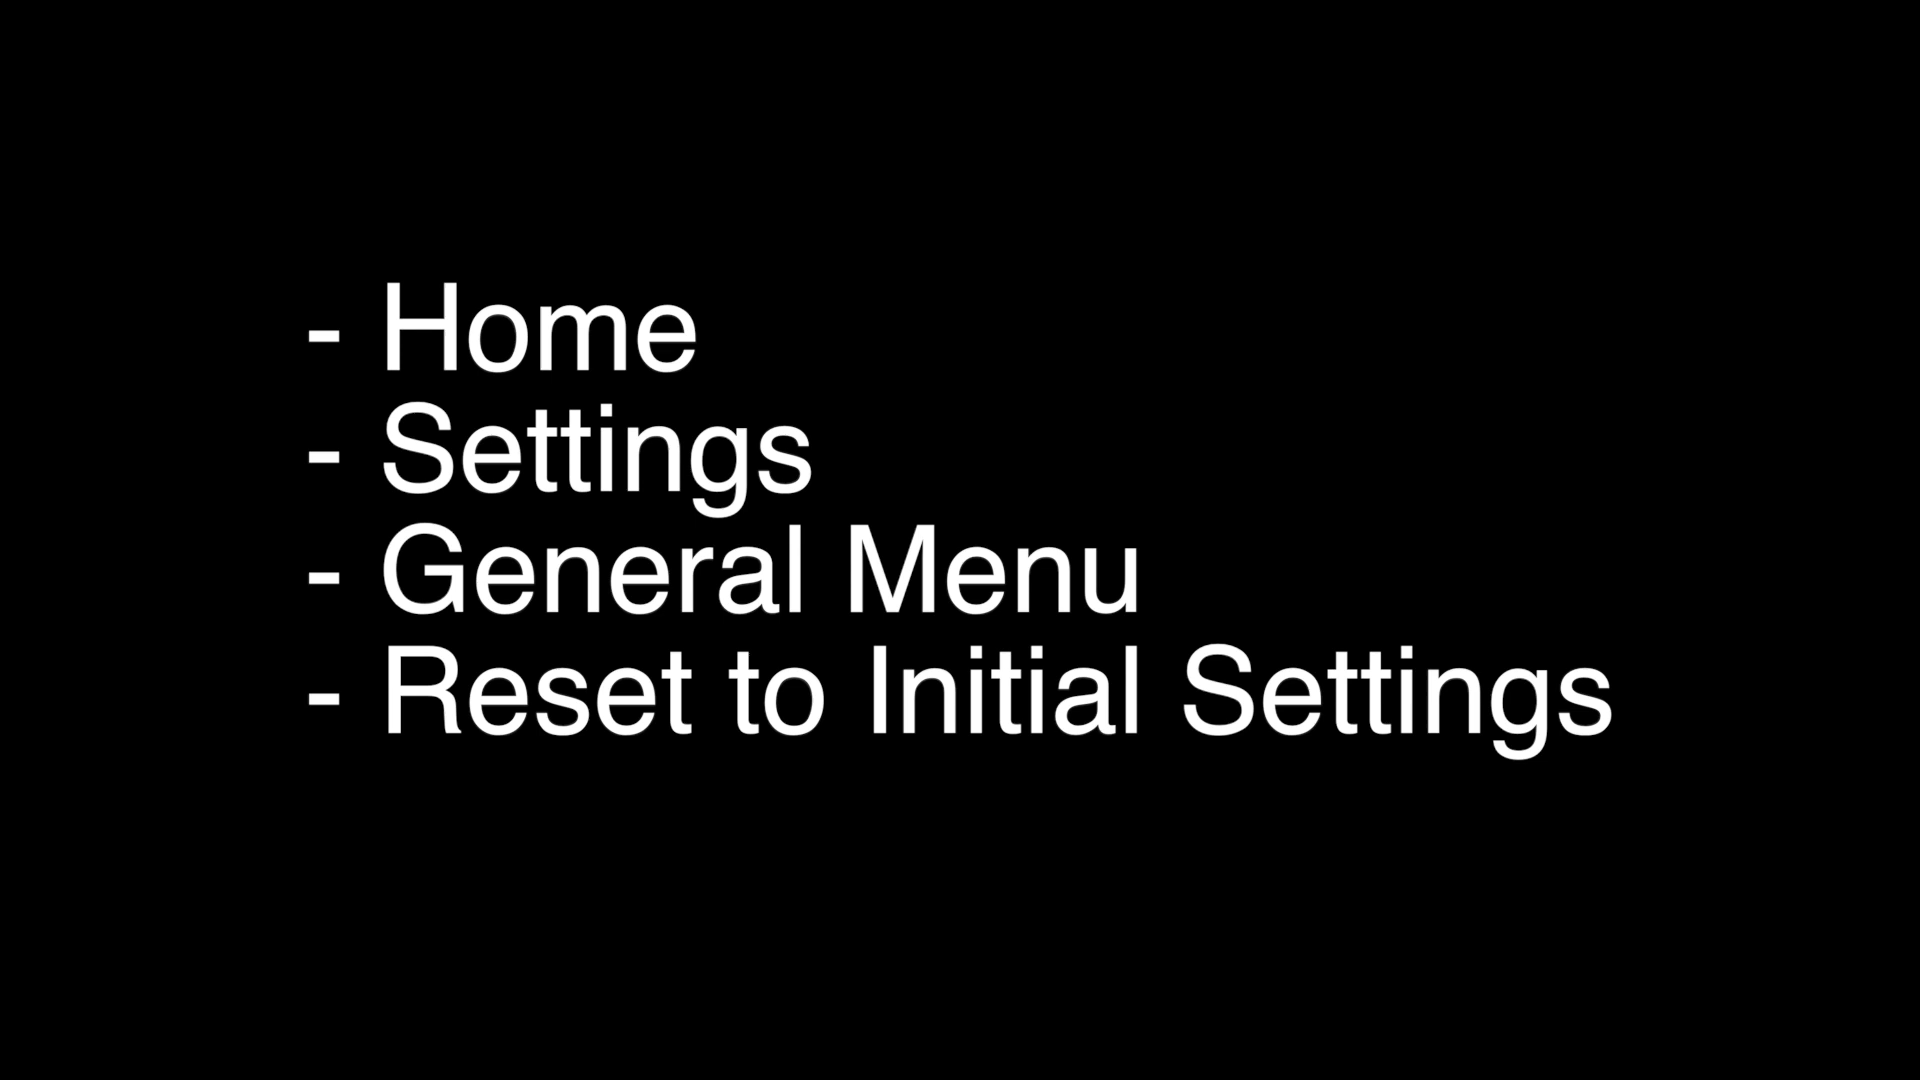 - Home
- Settings
- General Menu
- Reset to Initial Settings